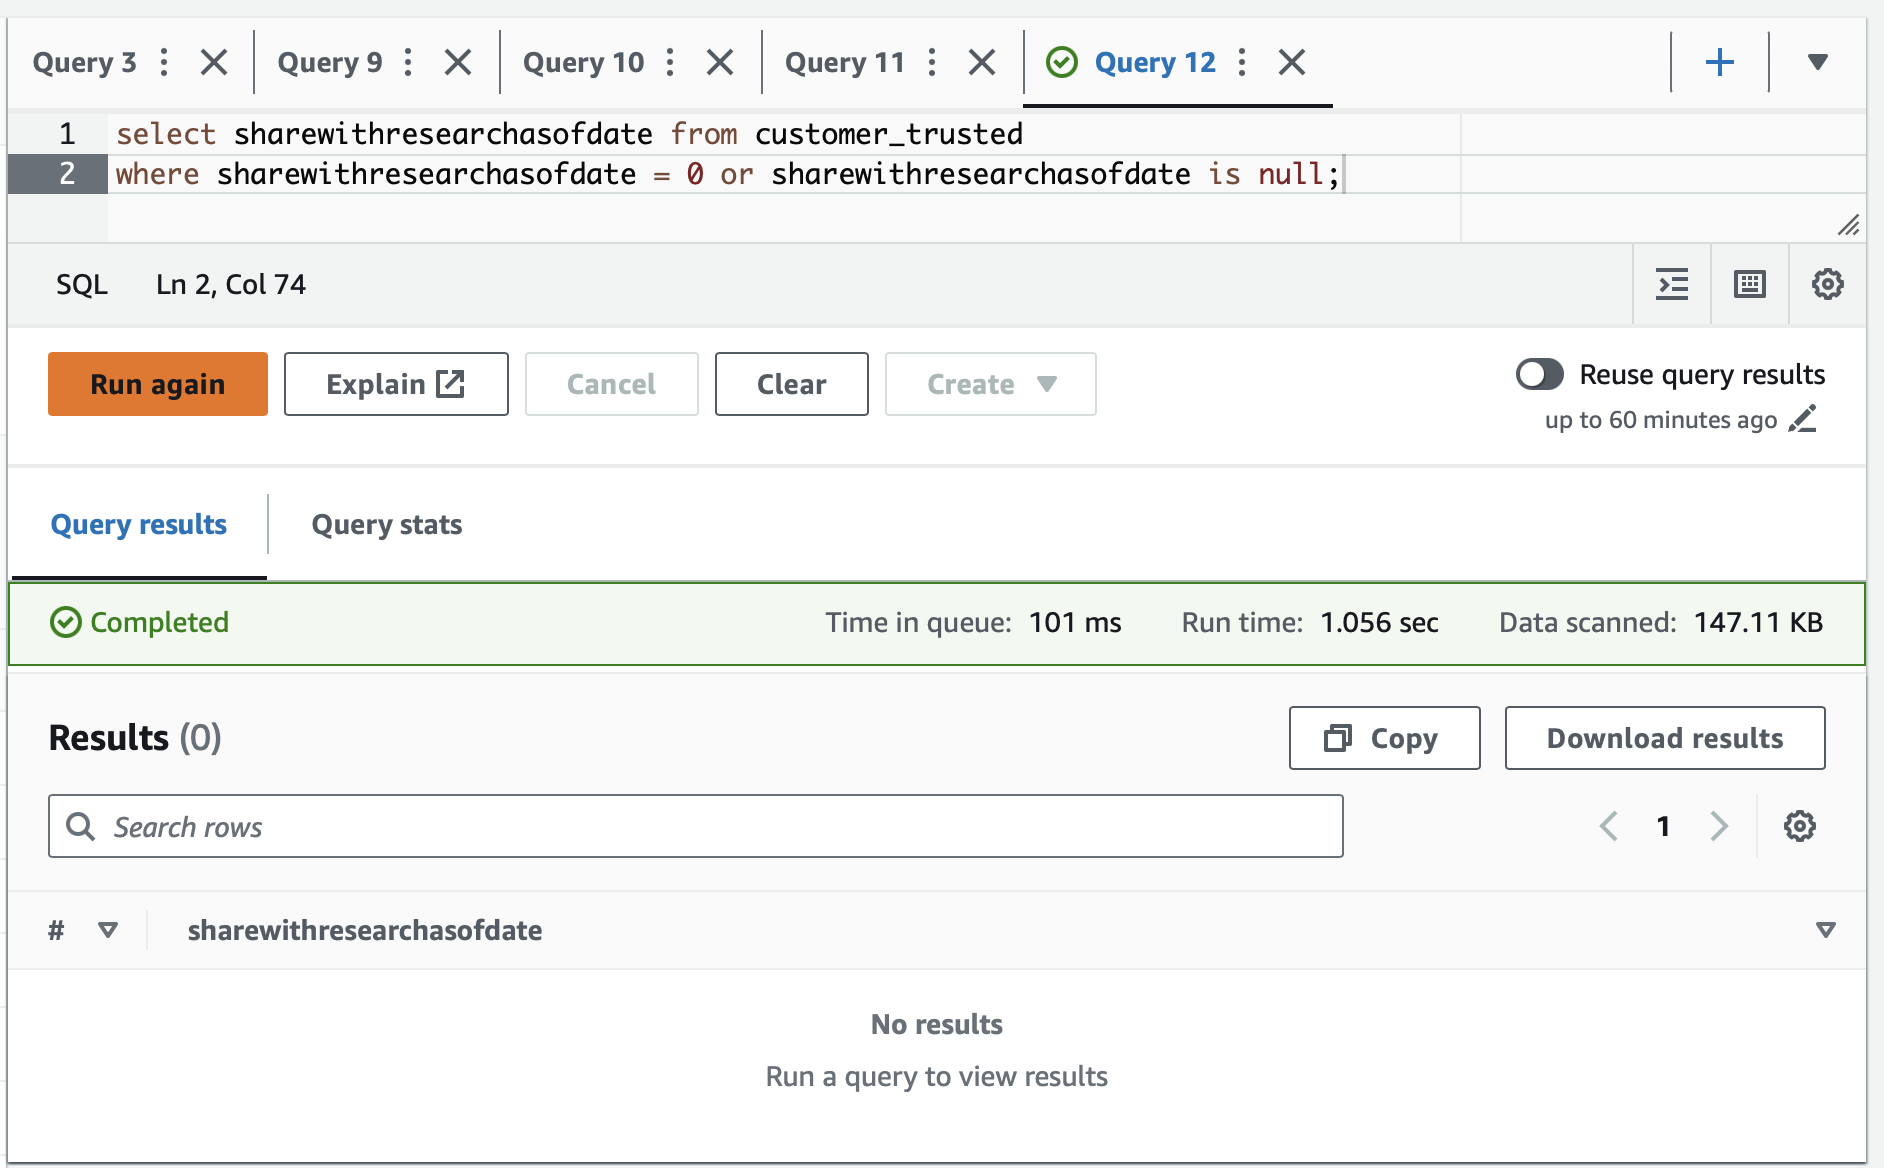 Query 3 Query 9 Query 10 Query 11 Query 12
1 select sharewithresearchasofdate from customer_trusted
2 where sharewithresearchasofdate = 0 or sharewithresearchasofdate is null;
SQL Ln 2, Col 74
Run again Explain Cancel Clear Create Reuse query results
up to 60 minutes ago
Query results Query stats
Completed Time in queue: 101 ms Run time: 1.056 sec Data scanned: 147.11 KB
Results (0) Copy Download results
Search rows 1
# sharewithresearchasofdate
No results
Run a query to view results